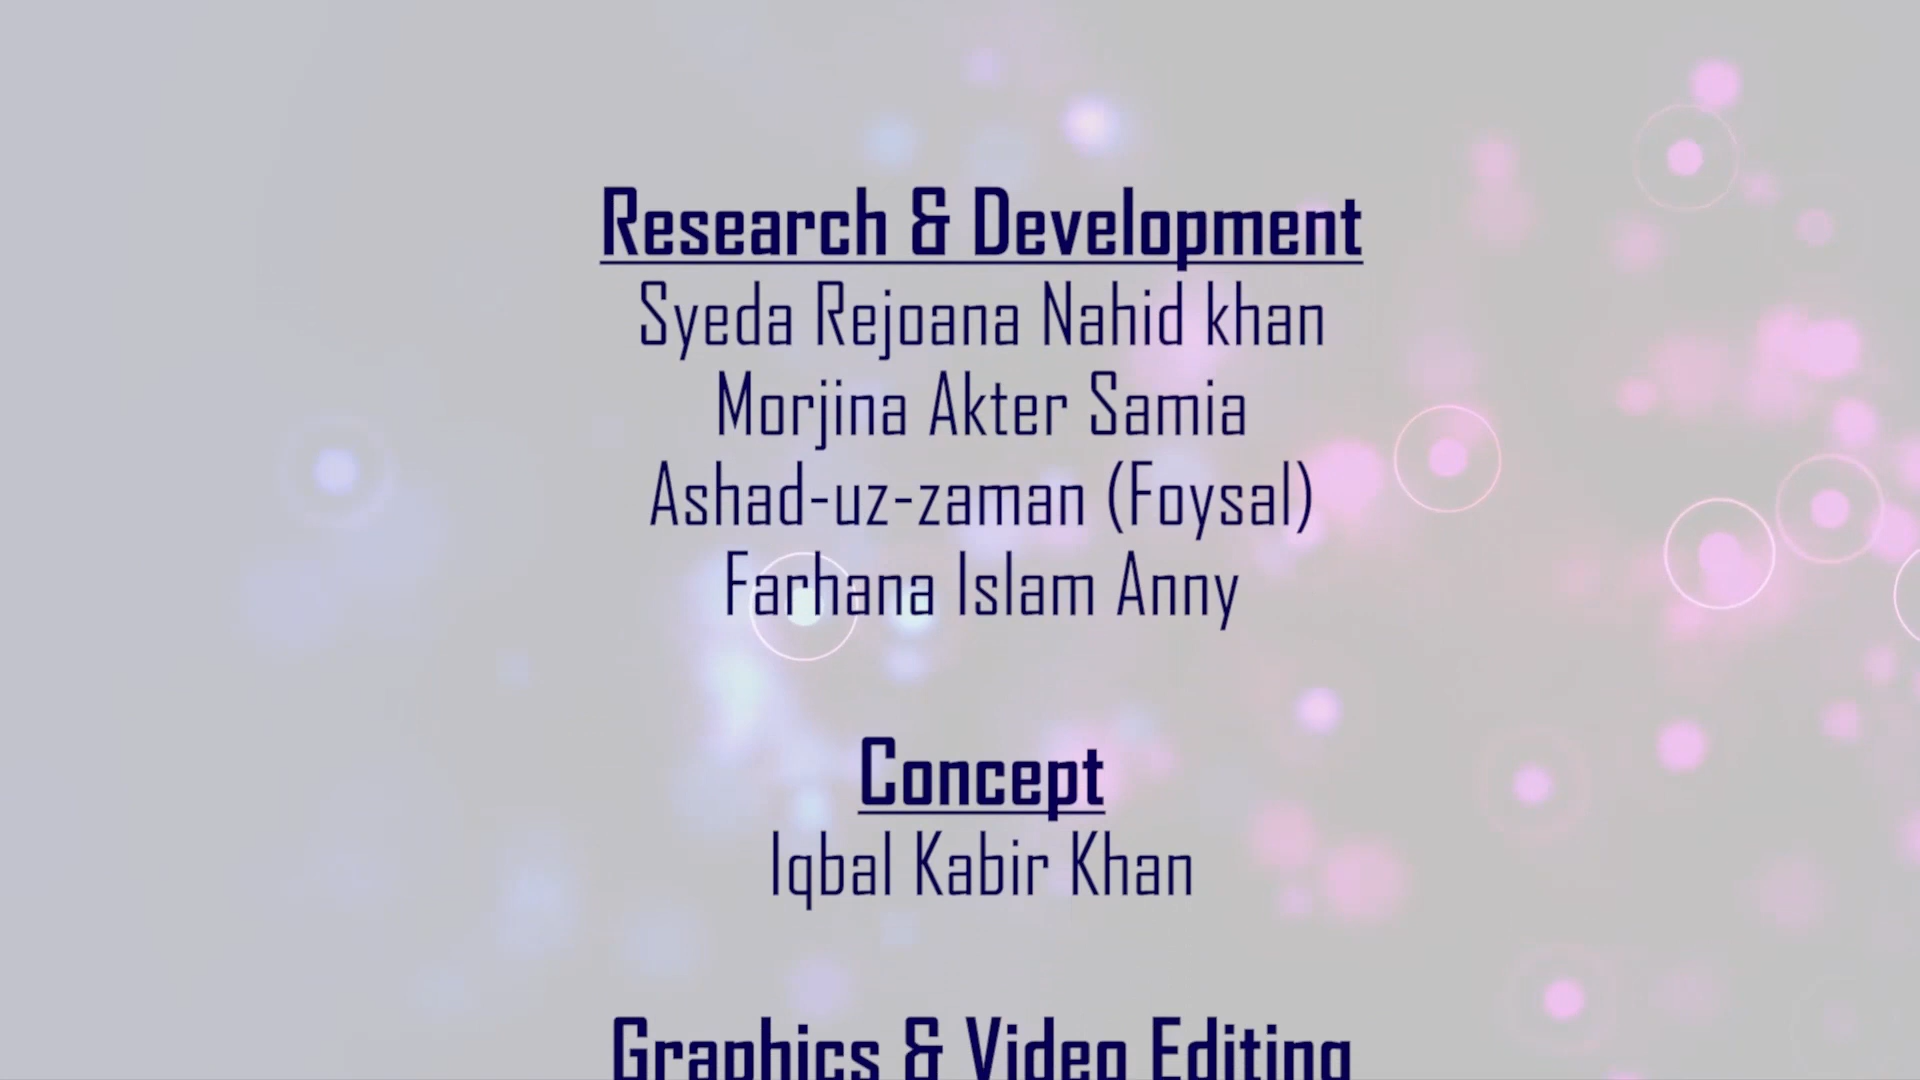 Research & Development
Syeda Rejoana Nahid khan
Morjina Akter Samia
Ashad-uz-zaman (Foysal)
Farhana Islam Anny
Concept
Iqbal Kabir Khan
Graphics & Video Editing